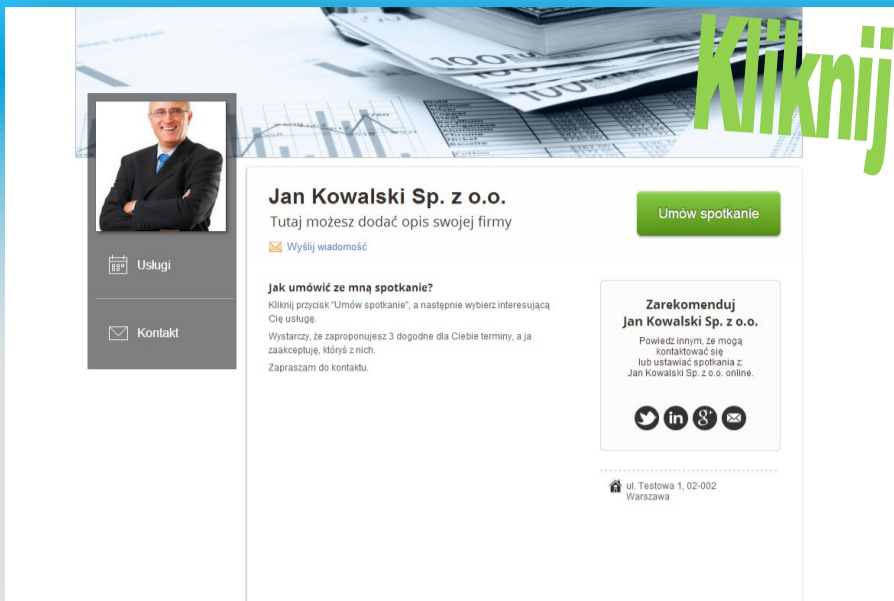 Kliknij
Jan Kowalski Sp. z o.o.
Tutaj możesz dodać opis swojej firmy
Wyślij wiadomość
Umów spotkanie
Usługi
Kontakt
Jak umówić ze mną spotkanie?
Kliknij przycisk "Umów spotkanie", a następnie wybierz interesującą
Cię usługę.
Wystarczy, że zaproponujesz 3 dogodne dla Ciebie terminy, a ja
zaakceptuję, któryś z nich.
Zapraszam do kontaktu.
Zarekomenduj
Jan Kowalski Sp. z o.o.
Powiedz innym, że mogą
kontaktować się
lub ustawiać spotkania z:
Jan Kowalski Sp. z o.o. online.
ul. Testowa 1, 02-002
Warszawa